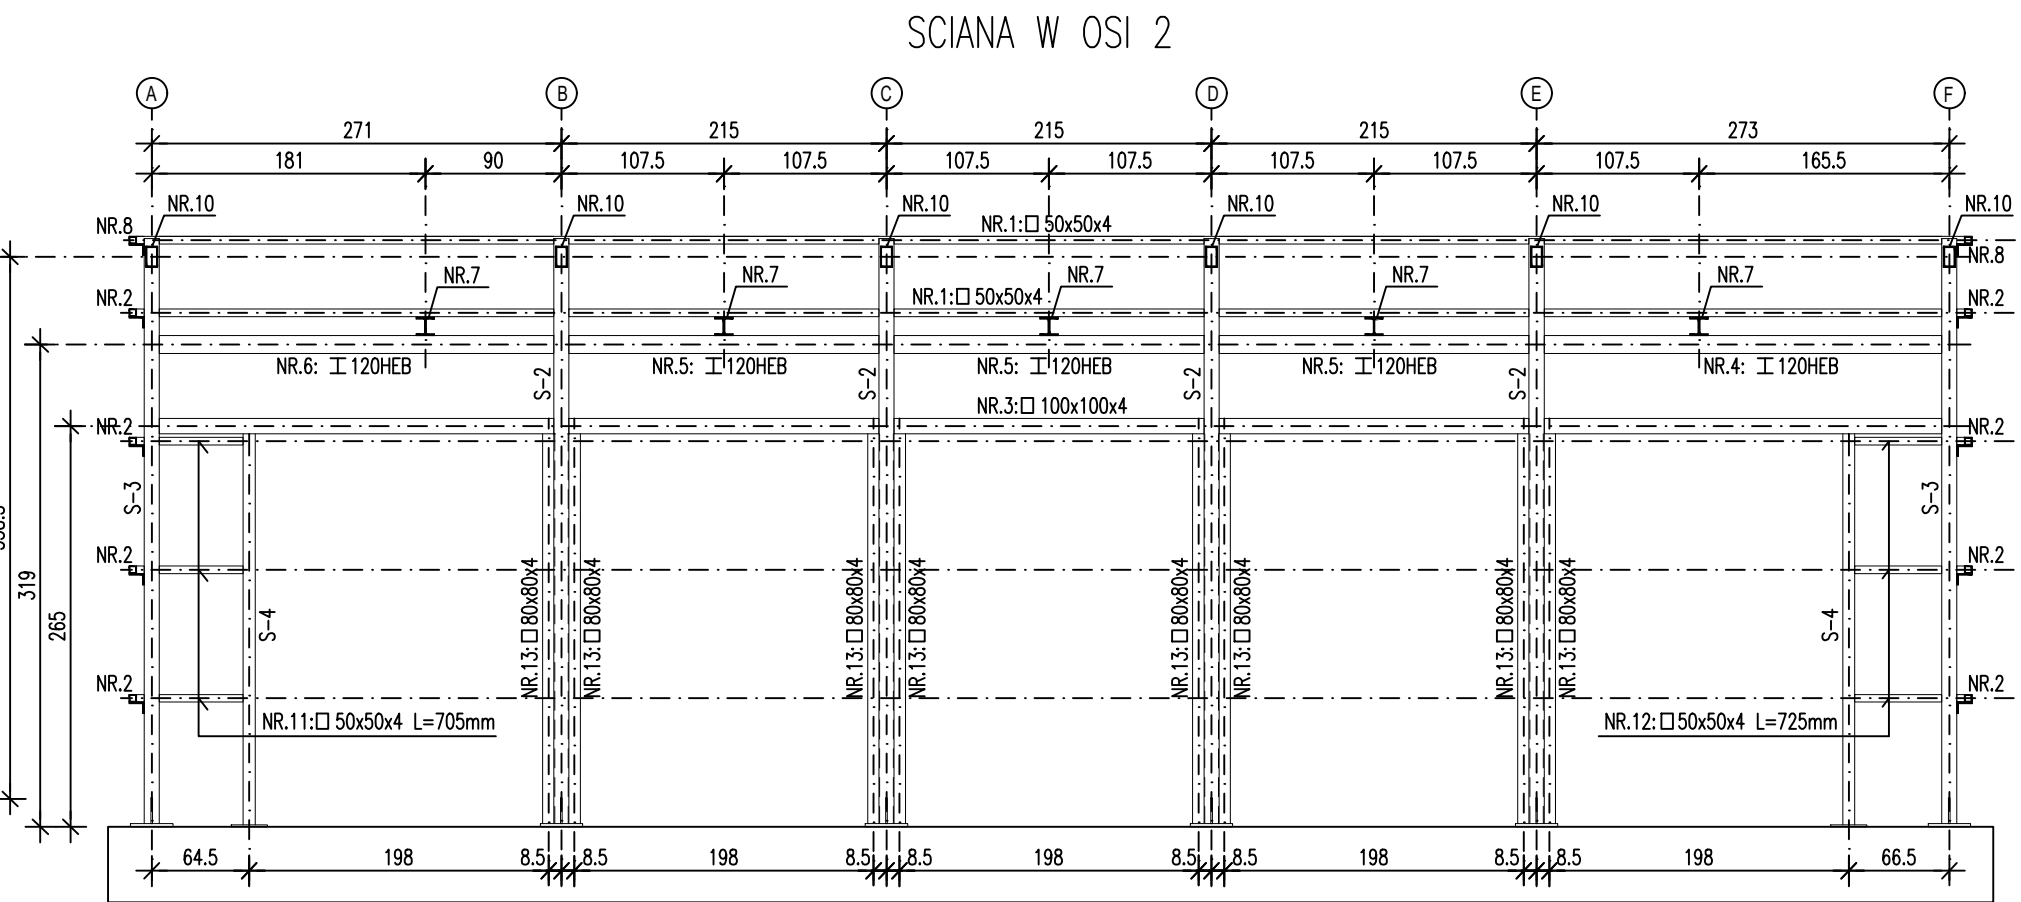 SCIANA W OSI 2
A B C D E F
271 215 215 215 273
181 90 107.5 107.5 107.5 107.5 107.5 107.5 107.5 165.5
NR.10 NR.10 NR.10 NR.10 NR.10 NR.10
NR.8 NR.1:□ 50x50x4 NR.8
NR.7 NR.7 NR.7 NR.7 NR.7
NR.2 NR.1:□ 50x50x4 NR.2
NR.6: 工 120HEB NR.5: 工 120HEB NR.5: 工 120HEB NR.5: 工 120HEB NR.4: 工 120HEB
S-2 S-2 S-2 S-2
NR.3:□ 100x100x4
NR.2 NR.2
S-3 S-3
319
265
NR.2 NR.2
S-4 S-4
NR.13:□80x80x4 NR.13:□80x80x4 NR.13:□80x80x4 NR.13:□80x80x4 NR.13:□80x80x4 NR.13:□80x80x4 NR.13:□80x80x4 NR.13:□80x80x4
NR.2 NR.2
NR.11:□ 50x50x4 L=705mm NR.12:□50x50x4 L=725mm
64.5 198 8.5 8.5 198 8.5 8.5 198 8.5 8.5 198 8.5 8.5 198 66.5